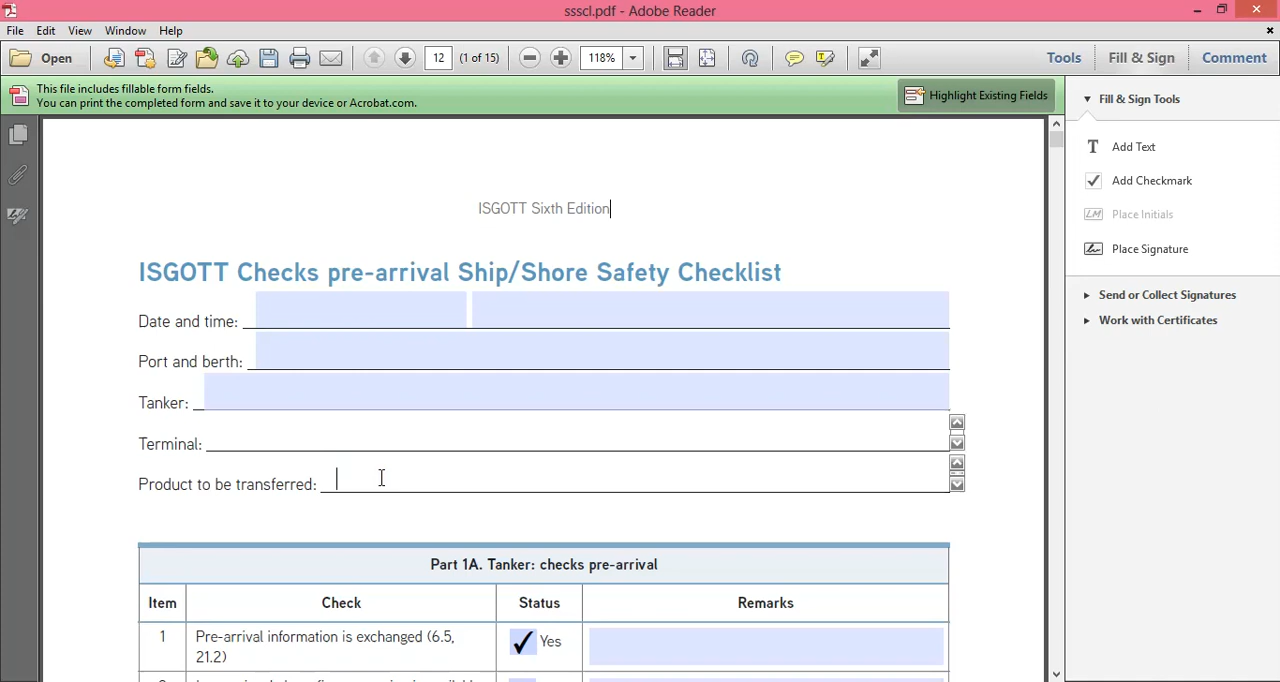 ssscl.pdf - Adobe Reader
File Edit View Window Help
Open 12 (1 of 15) 118% Tools Fill & Sign Comment
This file includes fillable form fields.
You can print the completed form and save it to your device or Acrobat.com.
Highlight Existing Fields
Fill & Sign Tools
T Add Text
Add Checkmark
LM Place Initials
Place Signature
Send or Collect Signatures
Work with Certificates
ISGOTT Sixth Edition
ISGOTT Checks pre-arrival Ship/Shore Safety Checklist
Date and time:
Port and berth:
Tanker:
Terminal:
Product to be transferred:
Part 1A. Tanker: checks pre-arrival
Item Check Status Remarks
1 Pre-arrival information is exchanged (6.5, Yes
21.2)